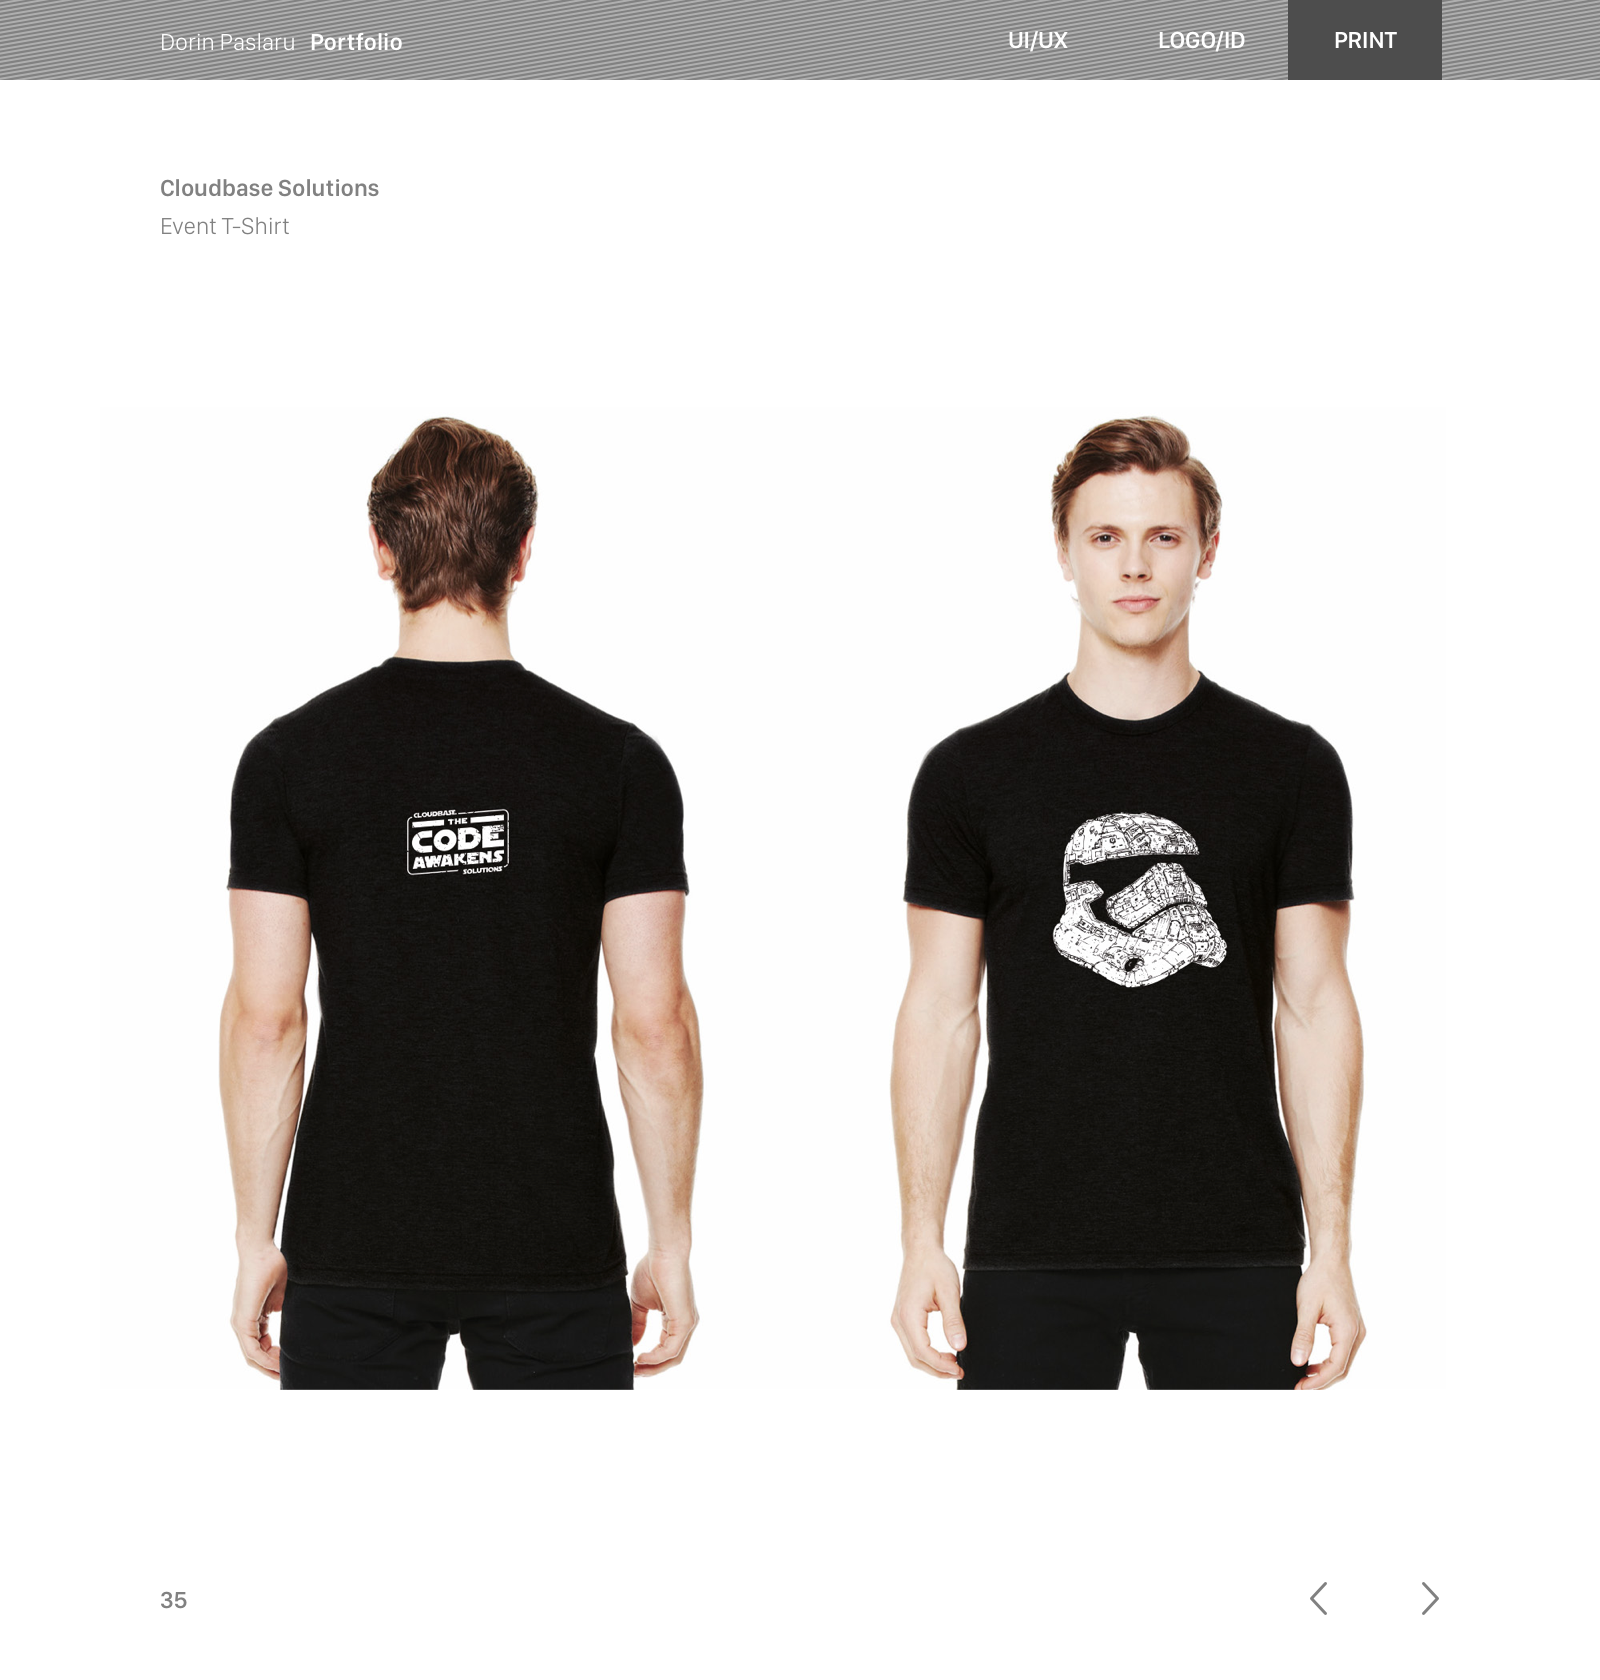 Dorin Paslaru Portfolio
UI/UX
LOGO/ID
PRINT
Cloudbase Solutions
Event T-Shirt
CLOUDBASE
THE
CODE
AWAKENS
SOLUTIONS
35